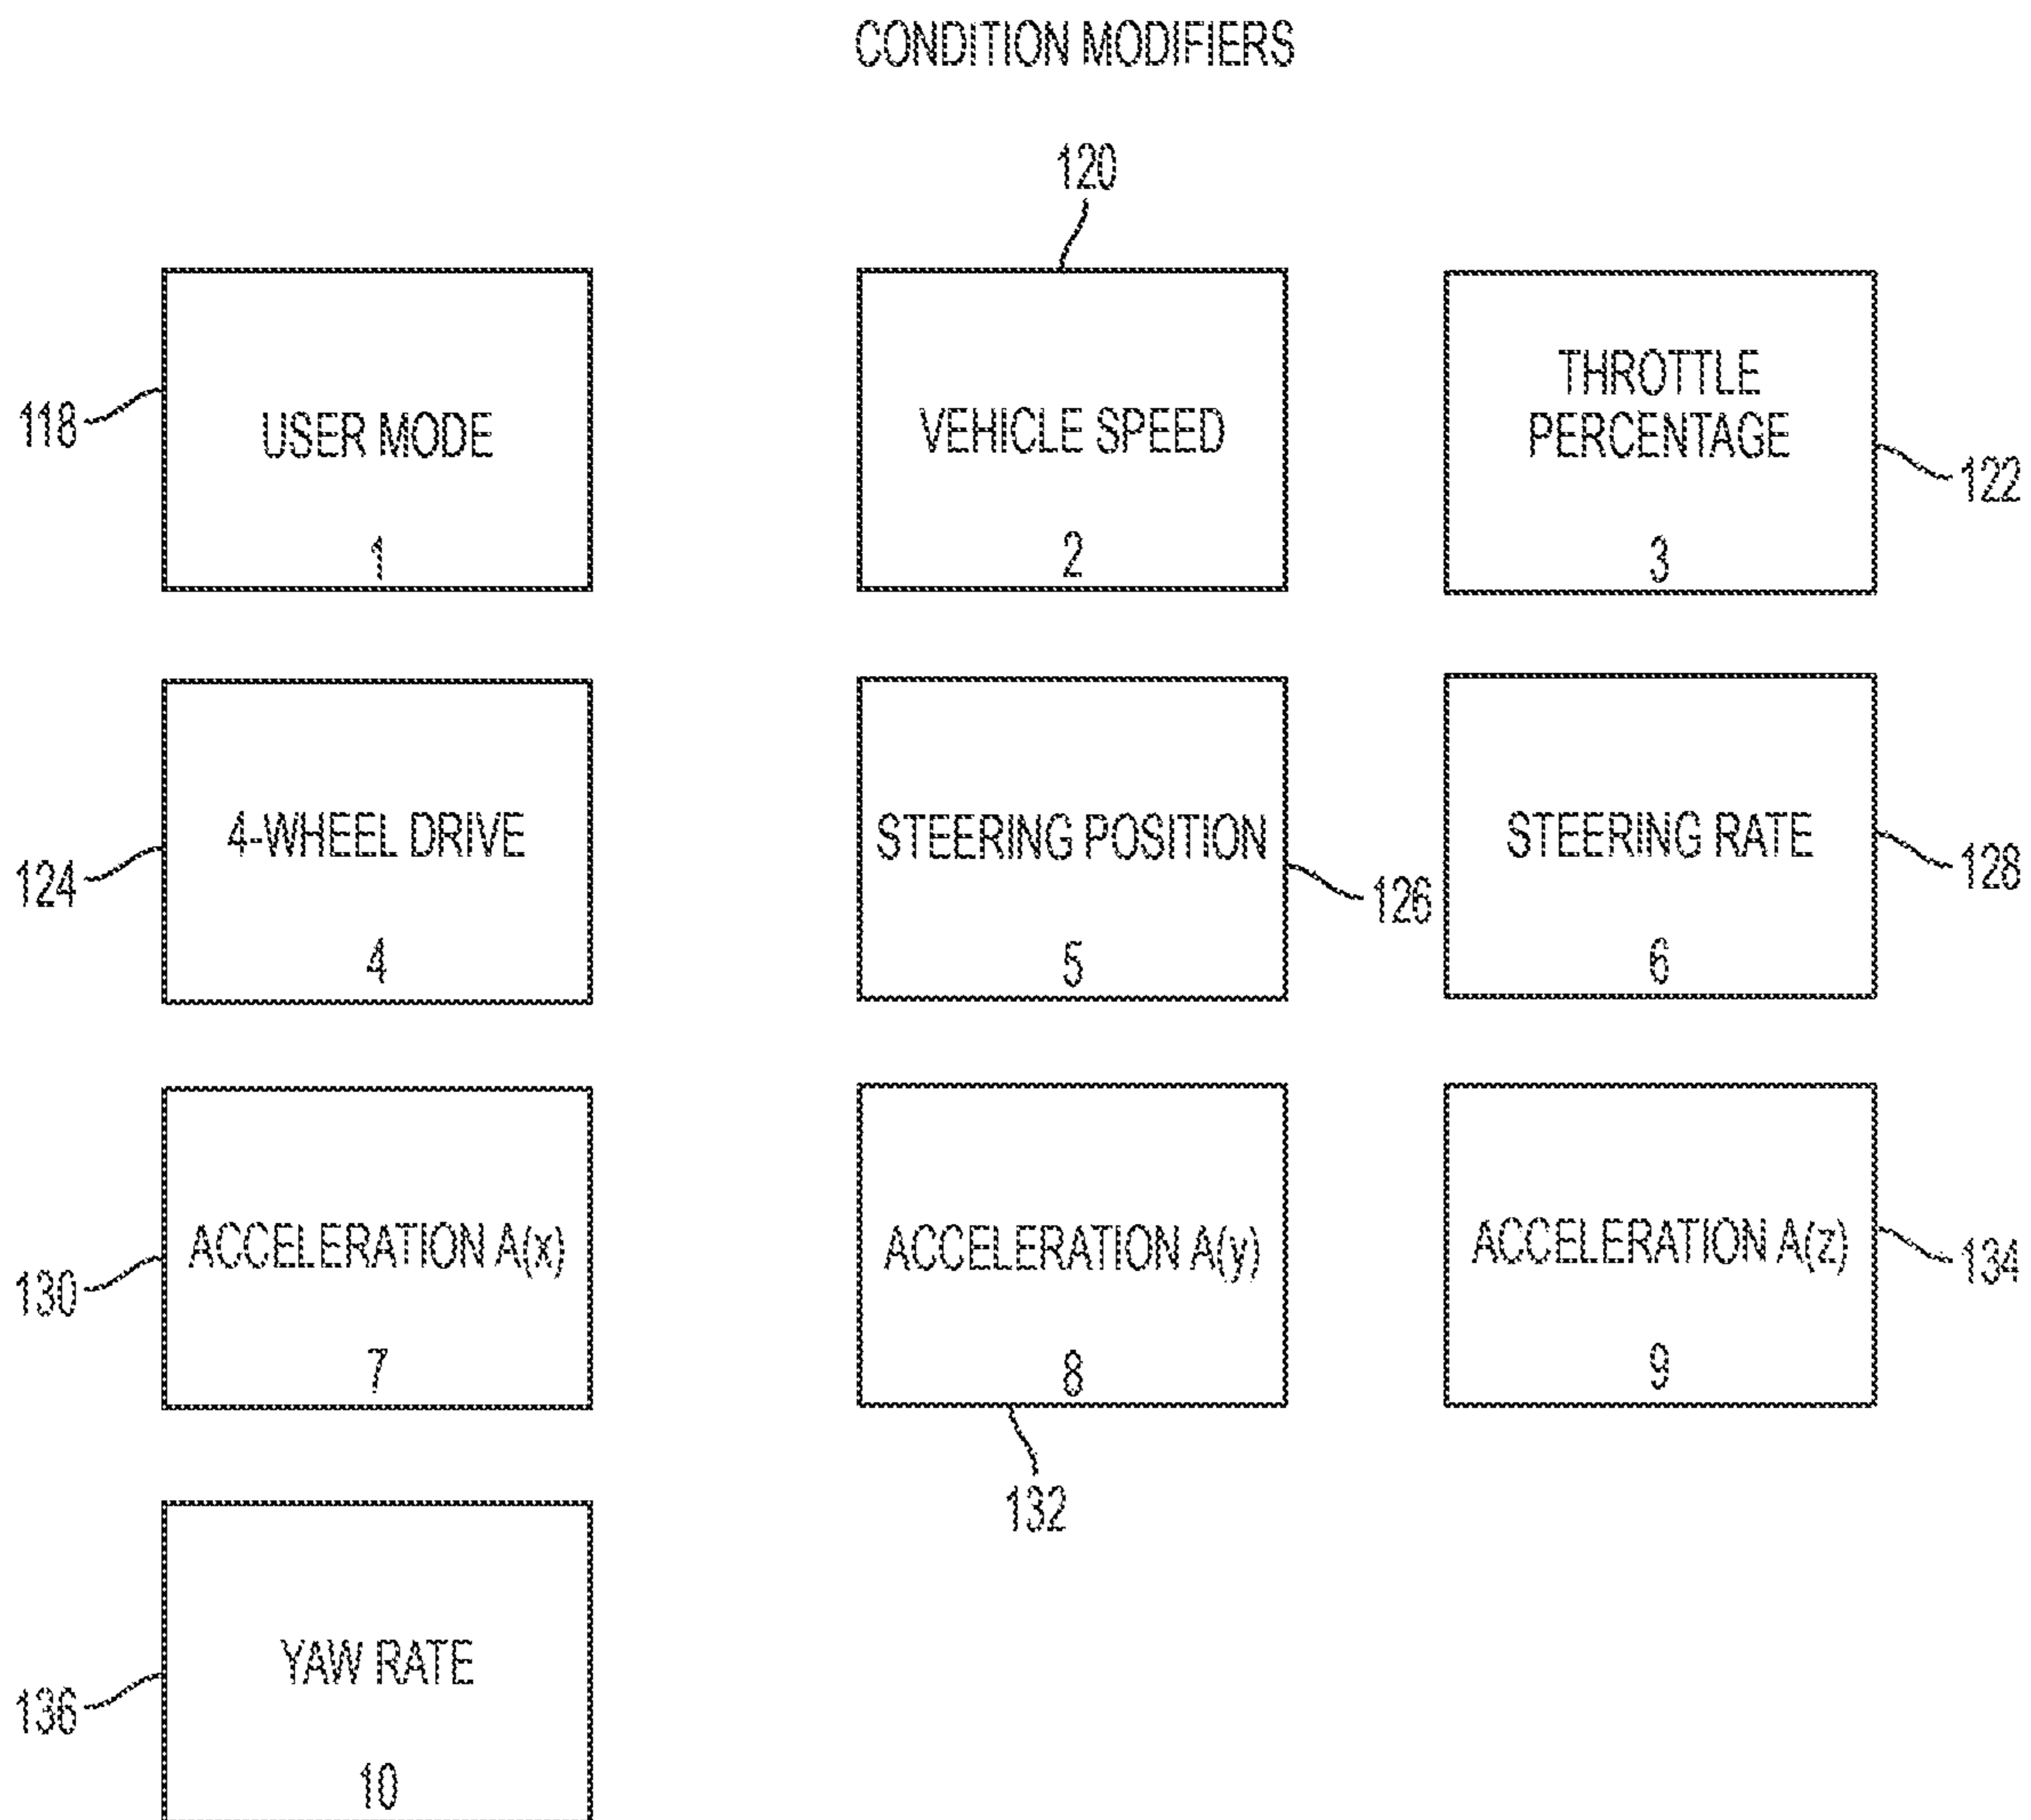 CONDITION MODIFIERS
120
118
USER MODE
1
VEHICLE SPEED
2
THROTTLE
PERCENTAGE
3
122
124
4-WHEEL DRIVE
4
STEERING POSITION
5
126
STEERING RATE
6
128
130
ACCELERATION A(x)
7
ACCELERATION A(y)
8
132
ACCELERATION A(z)
9
134
136
YAW RATE
10